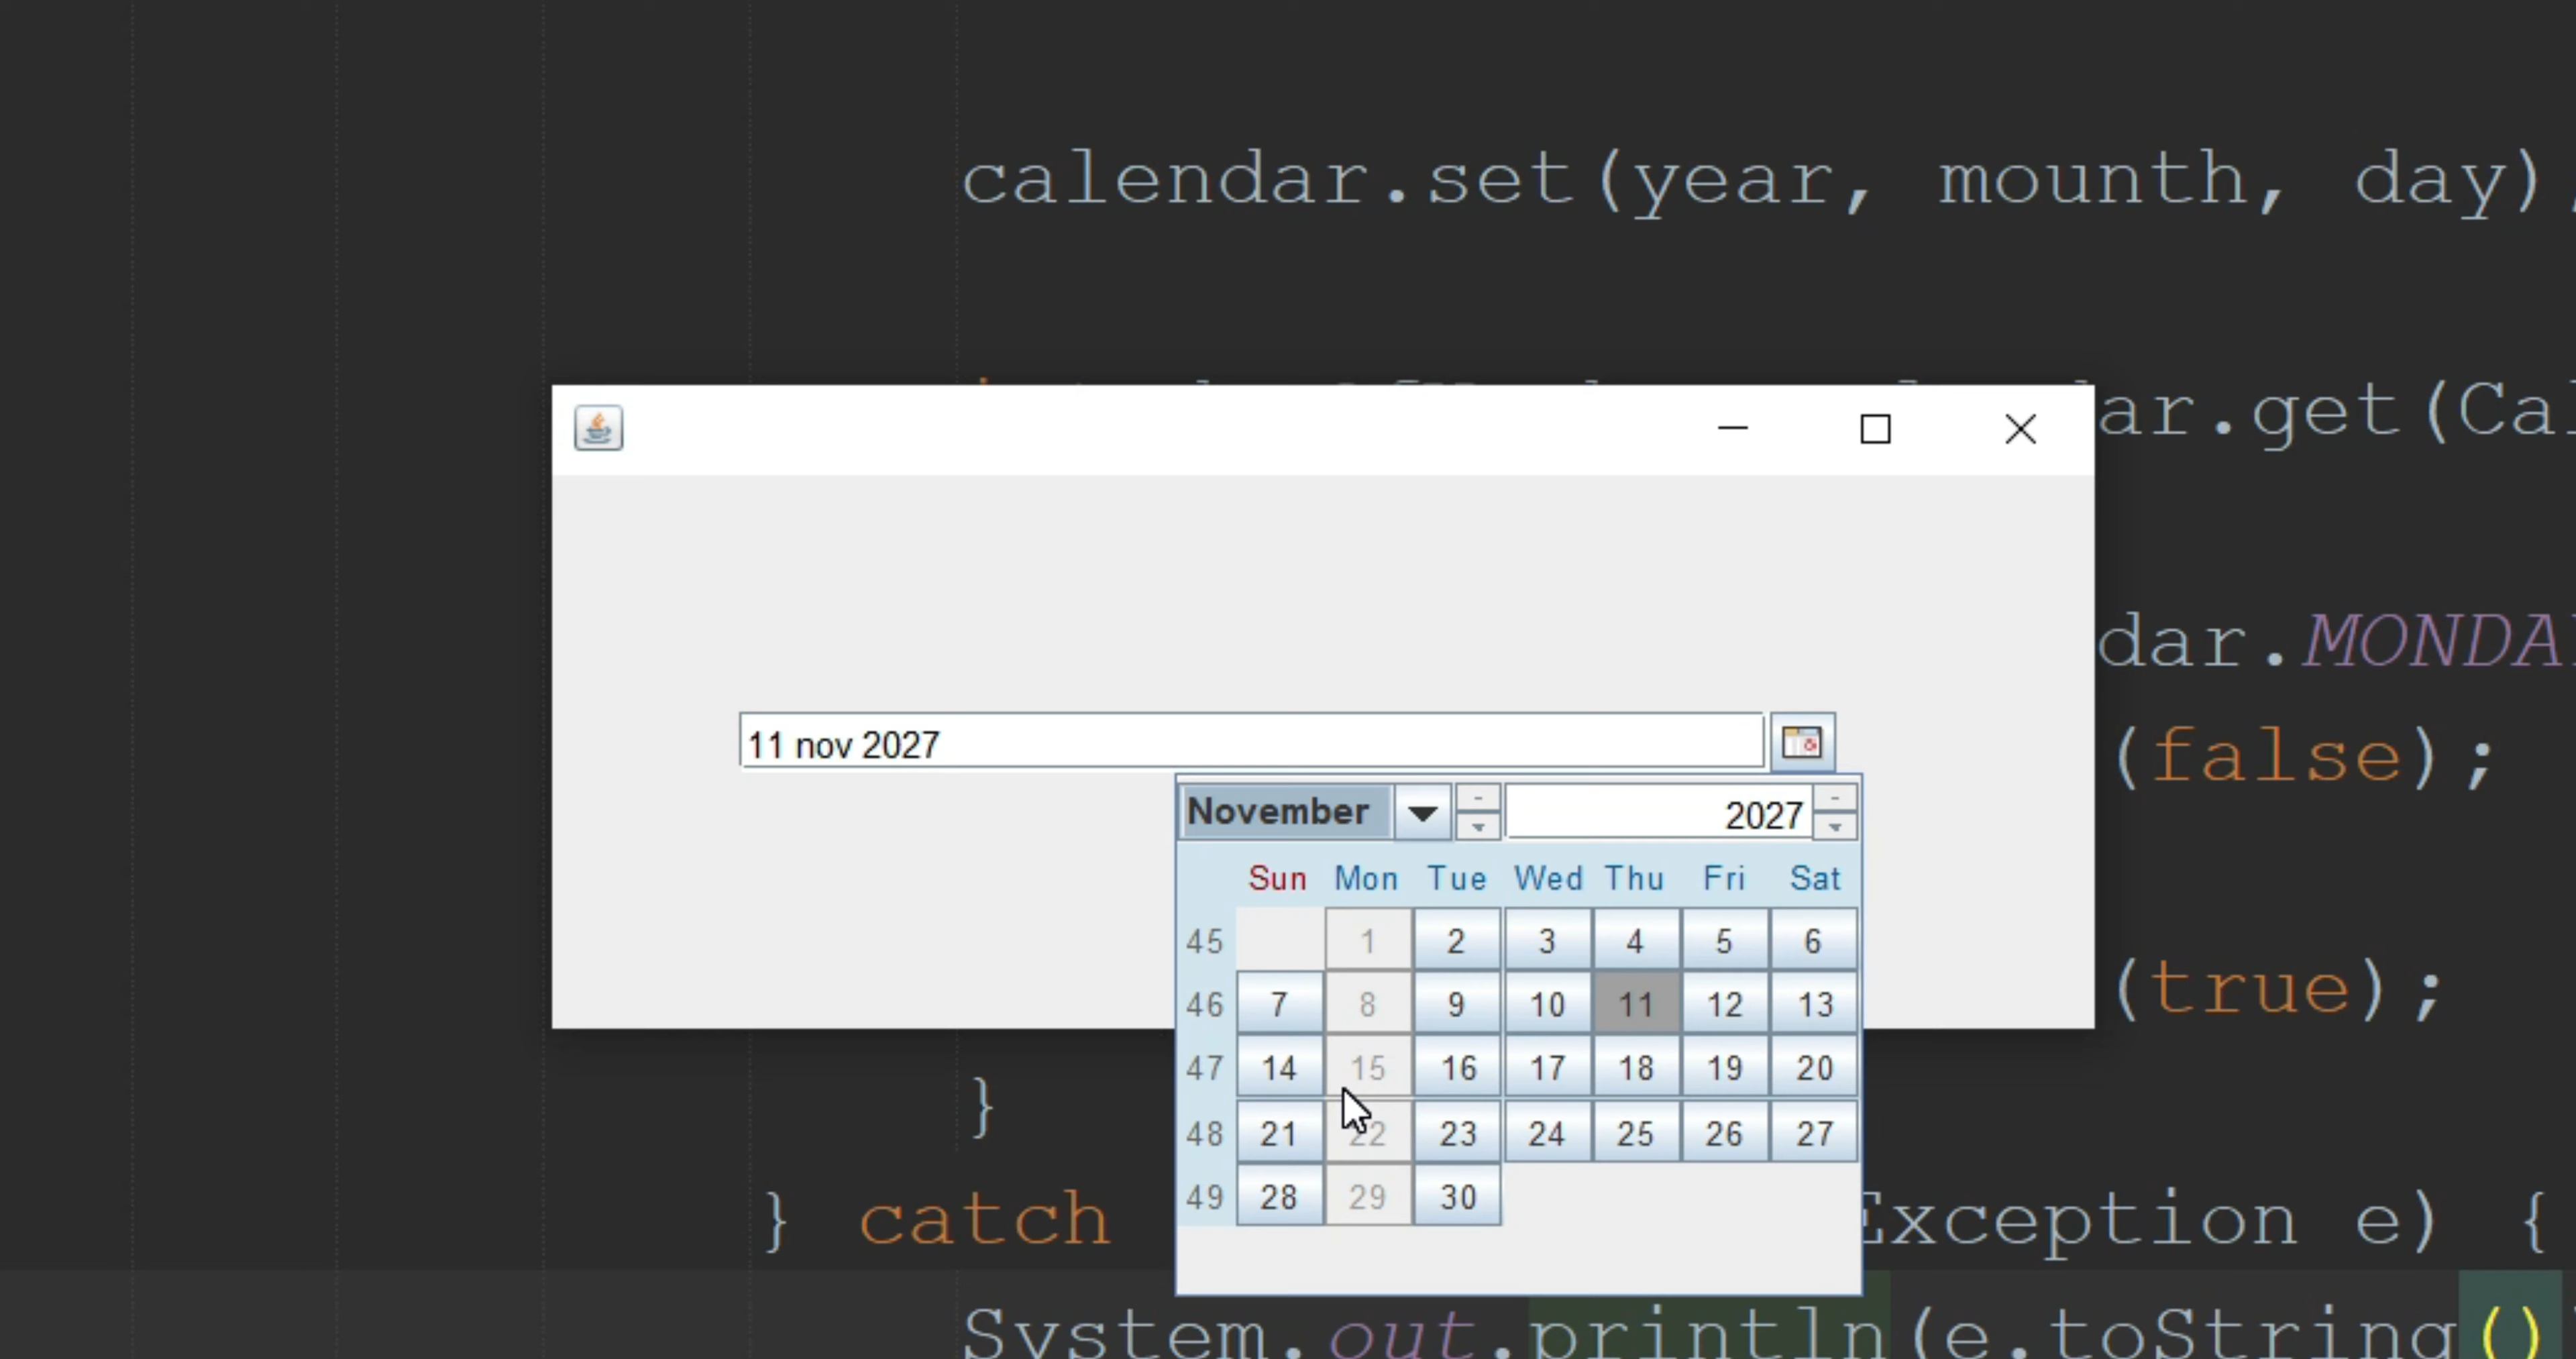 calendar.set(year, mounth, day)
ar.get(Cal
dar.MONDA
11 nov 2027
(false);
November 2027
Sun Mon Tue Wed Thu Fri Sat
45 1 2 3 4 5 6
46 7 8 9 10 11 12 13
(true);
47 14 15 16 17 18 19 20
}
48 21 22 23 24 25 26 27
49 28 29 30
} catch Exception e) {
System.out.println(e.toString()